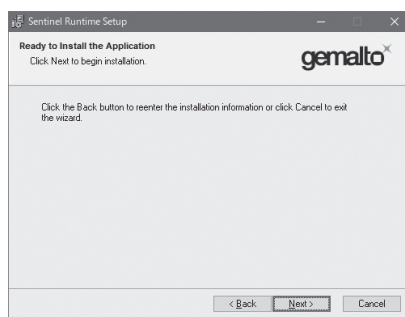 Sentinel Runtime Setup
Ready to Install the Application
Click Next to begin installation.
gemalto
Click the Back button to reenter the installation information or click Cancel to exit
the wizard.
< Back
Next >
Cancel